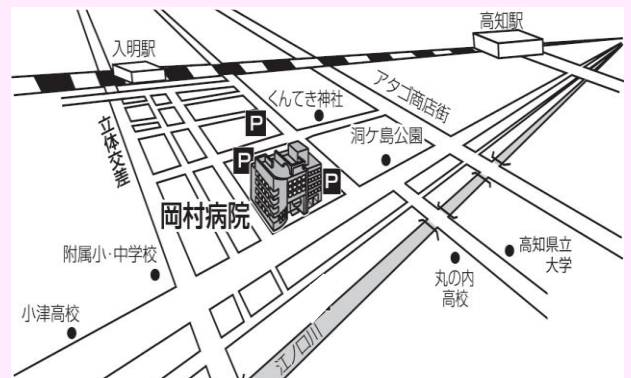 高知駅
入明駅
アタゴ商店街
くんてき神社
立体交差
P
洞ケ島公園
P
P
岡村病院
附属小・中学校
高知県立
大学
丸の内
高校
小津高校
江ノ口川